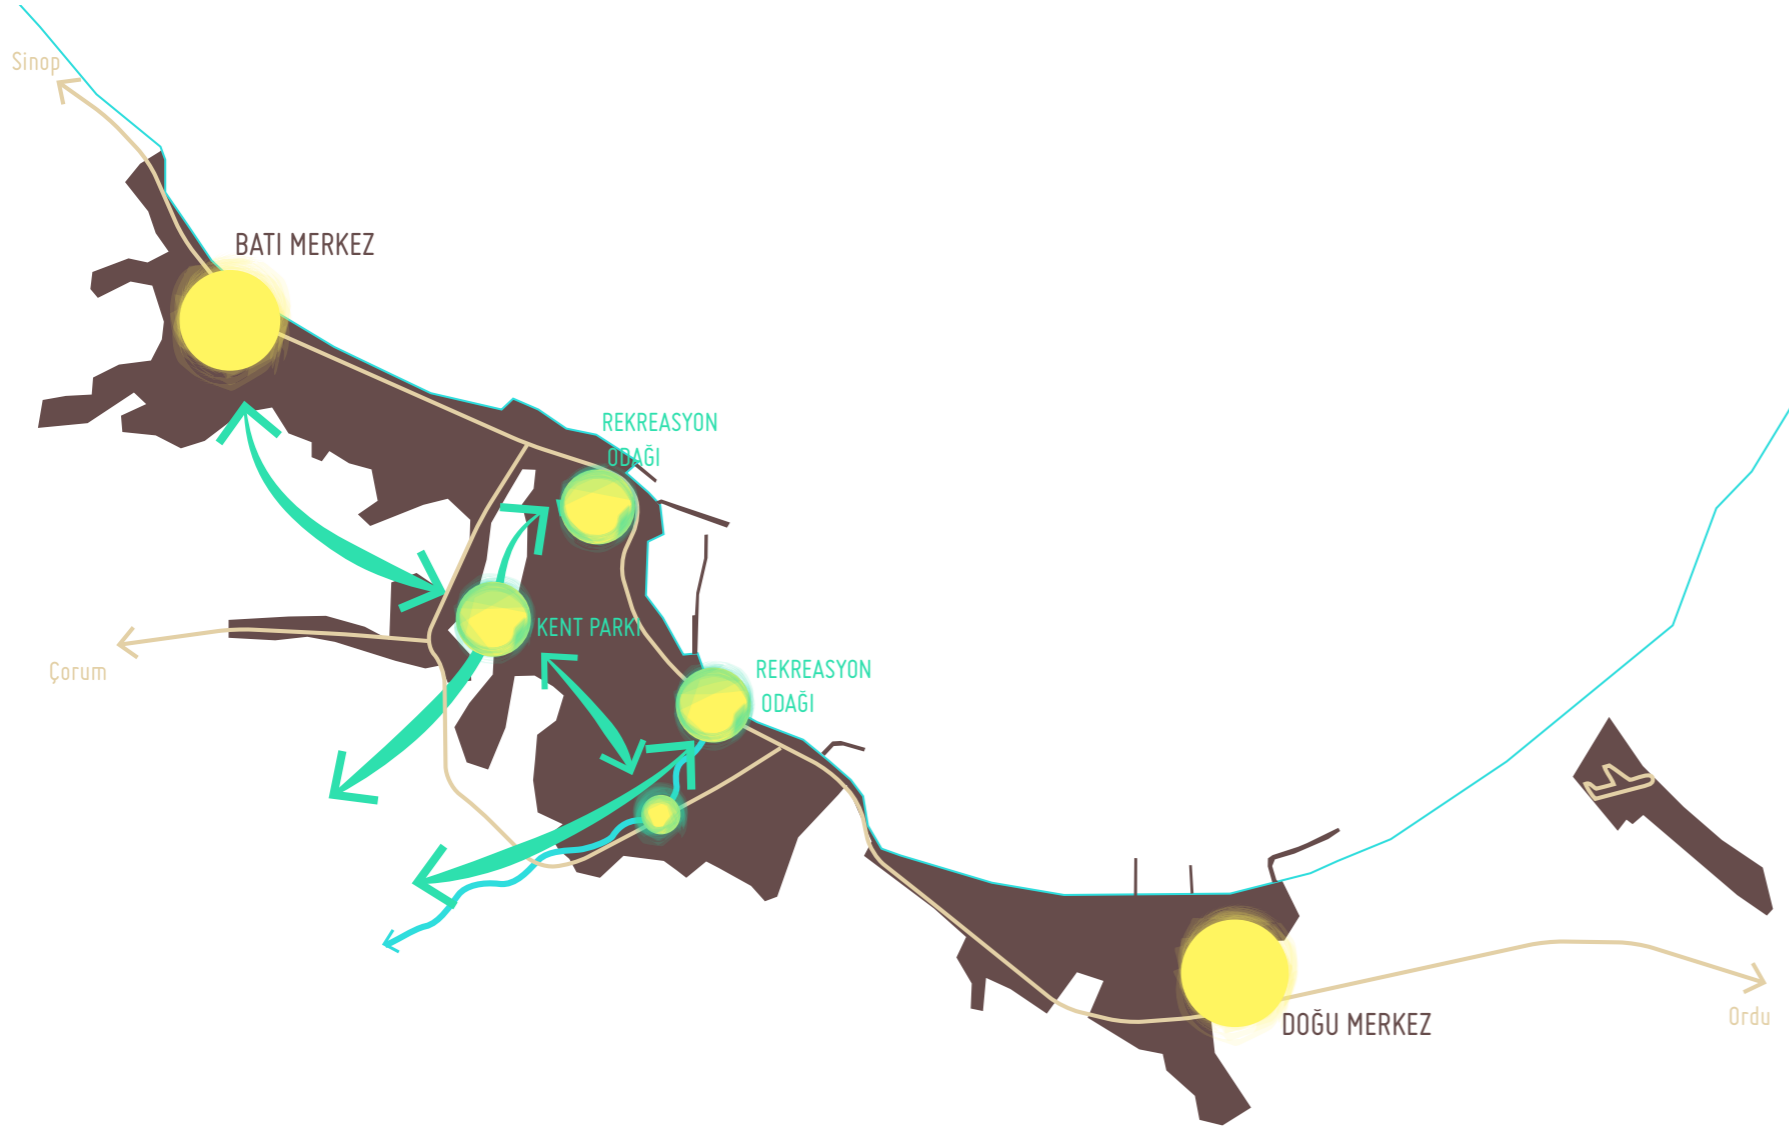 Sinop
BATI MERKEZ
REKREASYON
ODAĞI
KENT PARKI
Çorum
REKREASYON
ODAĞI
Ordu
DOĞU MERKEZ